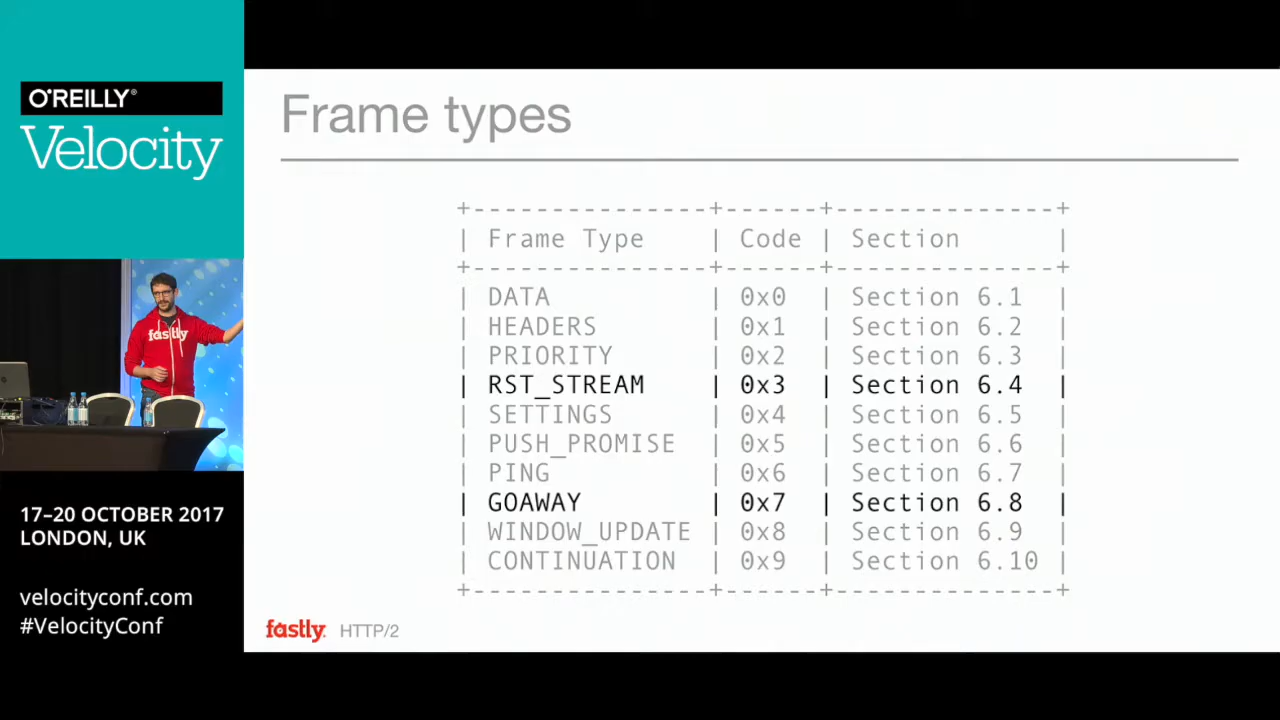 O'REILLY®
Velocity
fastly
17–20 OCTOBER 2017
LONDON, UK
velocityconf.com
#VelocityConf
Frame types
+---------------+------+--------------+
| Frame Type | Code | Section |
+---------------+------+--------------+
| DATA | 0x0 | Section 6.1 |
| HEADERS | 0x1 | Section 6.2 |
| PRIORITY | 0x2 | Section 6.3 |
| RST_STREAM | 0x3 | Section 6.4 |
| SETTINGS | 0x4 | Section 6.5 |
| PUSH_PROMISE | 0x5 | Section 6.6 |
| PING | 0x6 | Section 6.7 |
| GOAWAY | 0x7 | Section 6.8 |
| WINDOW_UPDATE | 0x8 | Section 6.9 |
| CONTINUATION | 0x9 | Section 6.10 |
+---------------+------+--------------+
fastly HTTP/2